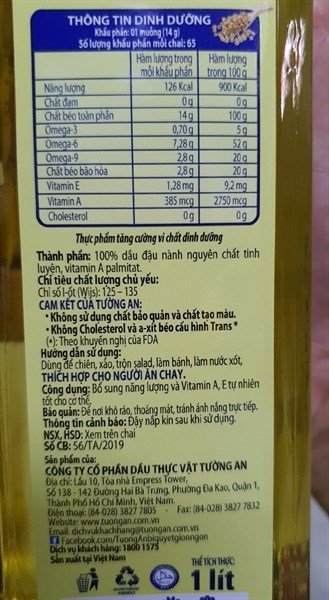 THÔNG TIN DINH DƯỠNG
Khẩu phần: 01 muỗng (14 g)
Số lượng khẩu phần mỗi chai: 65
Hàm lượng trong mỗi khẩu phần Hàm lượng trong 100 g
Năng lượng 126 Kcal 900 Kcal
Chất đạm 0 g 0 g
Chất béo toàn phần 14 g 100 g
Omega-3 0,70 g 5 g
Omega-6 7,28 g 52 g
Omega-9 2,8 g 20 g
Chất béo bão hòa 2,8 g 20 g
Vitamin E 1,28 mg 9,2 mg
Vitamin A 385 mcg 2750 mcg
Cholesterol 0 g 0 g
Thực phẩm tăng cường vi chất dinh dưỡng
Thành phần: 100% dầu đậu nành nguyên chất tinh
luyện, vitamin A palmitat.
Chỉ tiêu chất lượng chủ yếu:
Chỉ số I-ốt (Wijs): 125 – 135
CAM KẾT CỦA TƯỜNG AN:
* Không sử dụng chất bảo quản và chất tạo màu.
* Không Cholesterol và a-xít béo cấu hình Trans *
(*): Theo khuyến nghị của FDA
Hướng dẫn sử dụng:
Dùng để chiên, xào, trộn salad, làm bánh, làm nước xốt,
THÍCH HỢP CHO NGƯỜI ĂN CHAY.
Công dụng: Bổ sung năng lượng và Vitamin A, E tự nhiên
tốt cho cơ thể.
Bảo quản: Để nơi khô ráo, thoáng mát, tránh ánh nắng trực tiếp.
Thông tin cảnh báo: Đậy nắp kín sau khi sử dụng.
NSX, HSD: Xem trên chai
Số CB: 56/TA/2019
Sản phẩm của:
CÔNG TY CỔ PHẦN DẦU THỰC VẬT TƯỜNG AN
Địa chỉ: Lầu 10, Tòa nhà Empress Tower,
Số 138 - 142 Đường Hai Bà Trưng, Phường Đa Kao, Quận 1,
Thành Phố Hồ Chí Minh, Việt Nam.
Điện thoại: (84-028) 3827 7805 - Fax: (84-028) 3827 7832
Website: www.tuongan.com.vn
Email: dichvukhachhang@tuongan.com.vn
Facebook.com/TuongAnbiquyetgionngon
Dịch vụ khách hàng: 1800 1575
Sản xuất tại Việt Nam
THỂ TÍCH THỰC:
1 lít